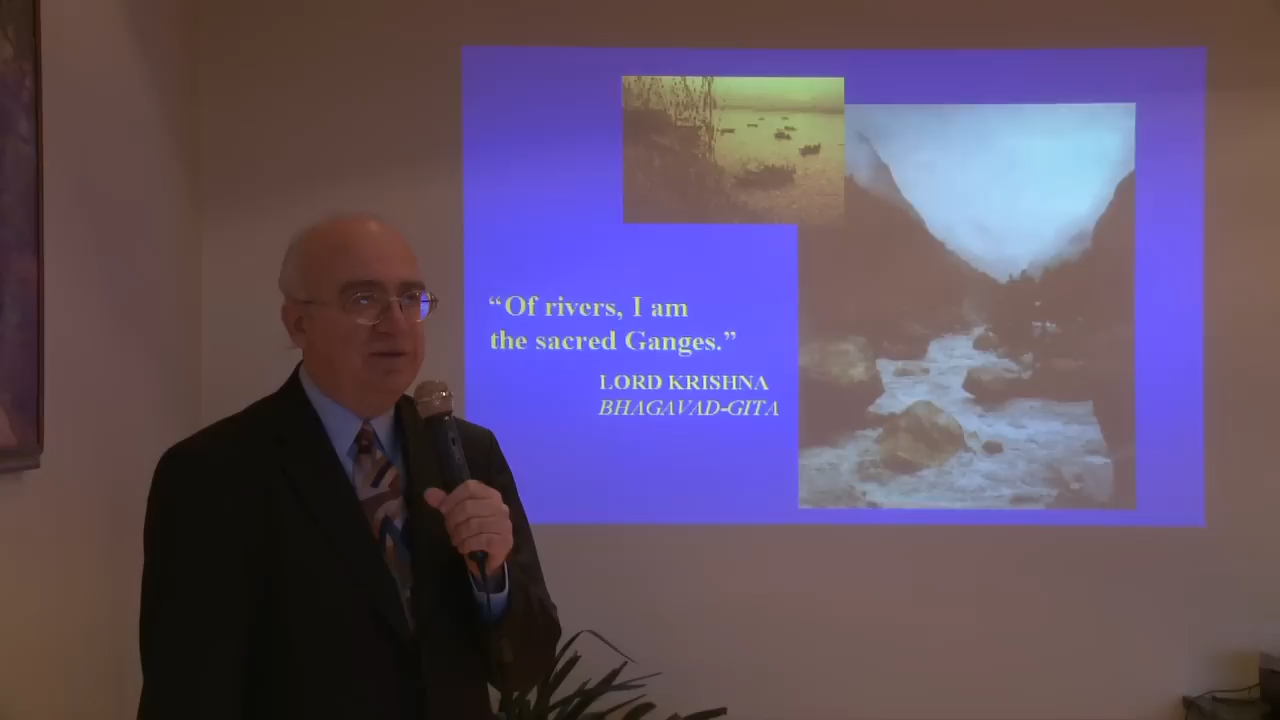 “Of rivers, I am
the sacred Ganges.”
LORD KRISHNA
BHAGAVAD-GITA